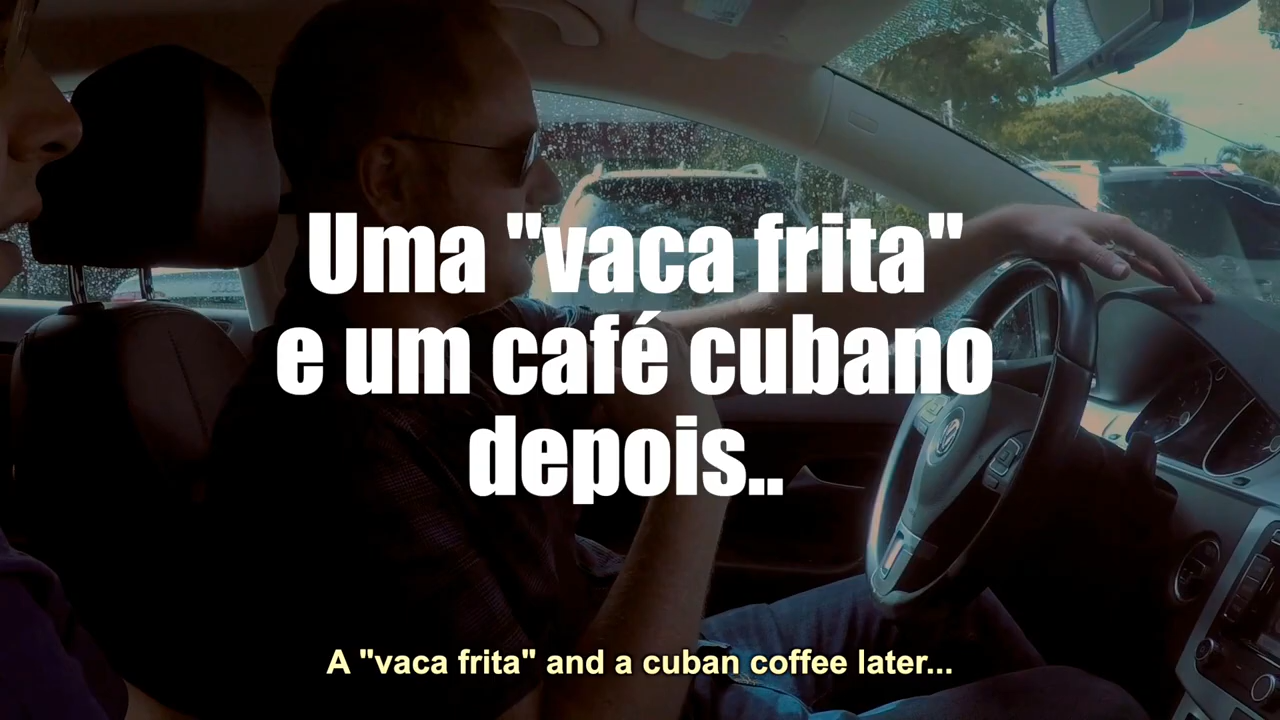 Uma "vaca frita"
e um café cubano
depois..
A "vaca frita" and a cuban coffee later...